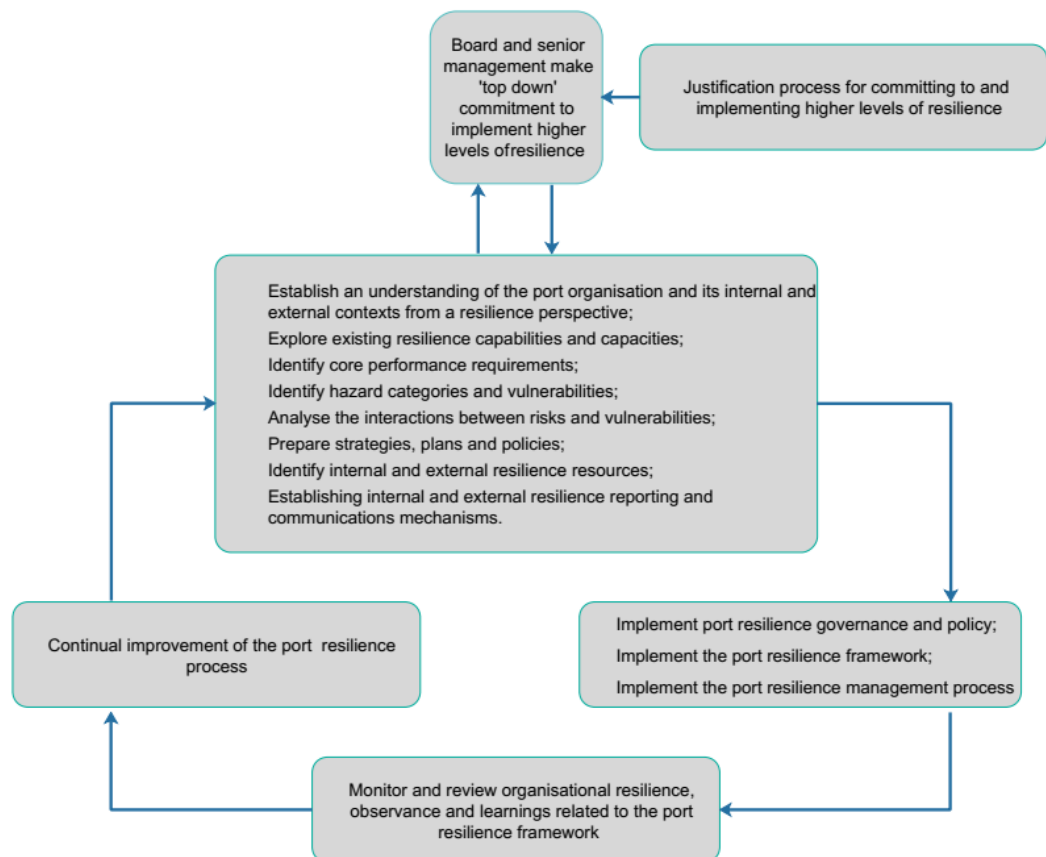 Board and senior
management make
'top down'
commitment to
implement higher
levels ofresilience
Justification process for committing to and
implementing higher levels of resilience
Establish an understanding of the port organisation and its internal and
external contexts from a resilience perspective;
Explore existing resilience capabilities and capacities;
Identify core performance requirements;
Identify hazard categories and vulnerabilities;
Analyse the interactions between risks and vulnerabilities;
Prepare strategies, plans and policies;
Identify internal and external resilience resources;
Establishing internal and external resilience reporting and
communications mechanisms.
Continual improvement of the port resilience
process
Implement port resilience governance and policy;
Implement the port resilience framework;
Implement the port resilience management process
Monitor and review organisational resilience,
observance and learnings related to the port
resilience framework